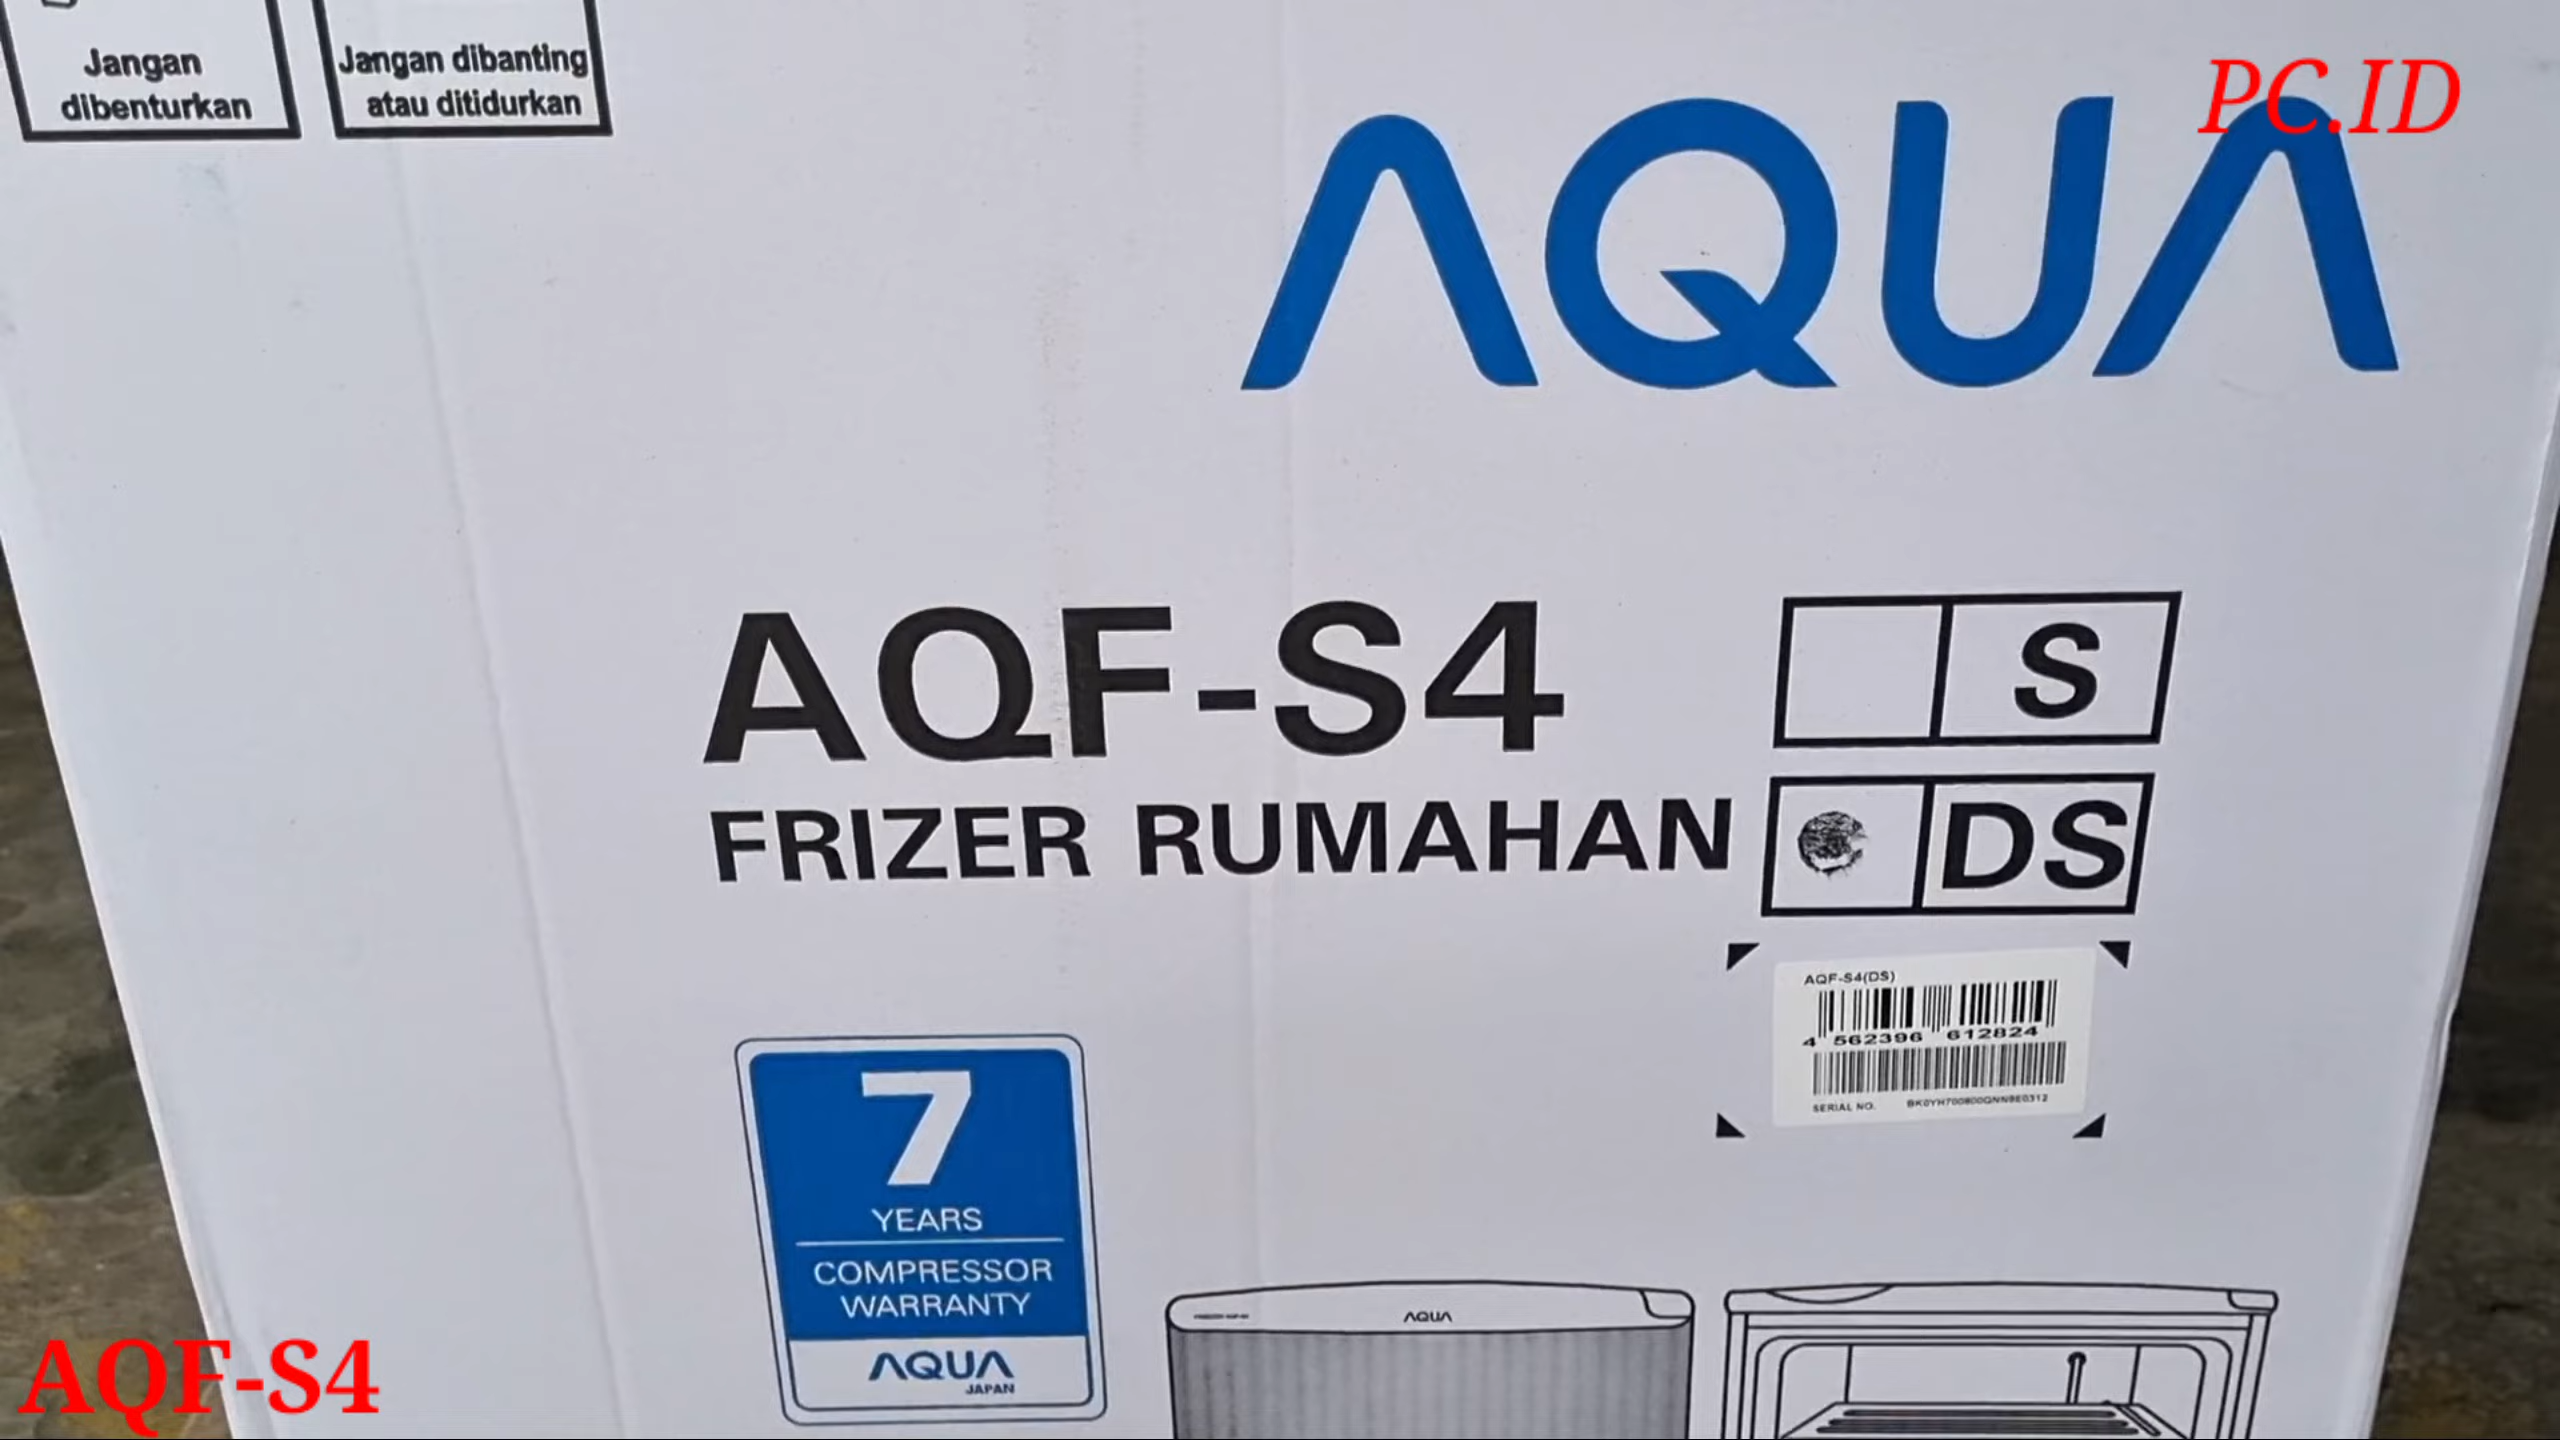 Jangan
dibenturkan
Jangan dibanting
atau ditidurkan
PC.ID
AQUA
AQF-S4
S
FRIZER RUMAHAN
DS
AQF-S4(DS)
4 562396 612824
SERIAL NO.
7
YEARS
COMPRESSOR
WARRANTY
AQUA
JAPAN
AQUA
AQF-S4